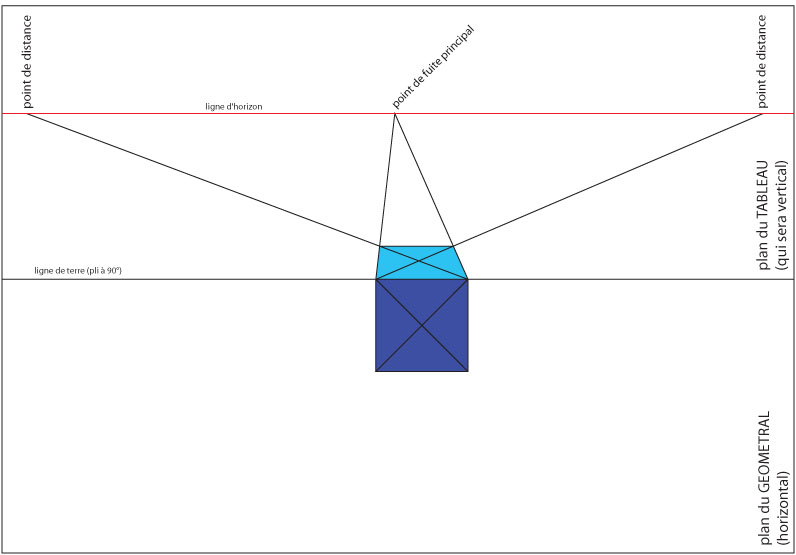 point de distance
point de fuite principal
point de distance
ligne d'horizon
plan du TABLEAU
(qui sera vertical)
ligne de terre (pli à 90°)
plan du GEOMETRAL
(horizontal)